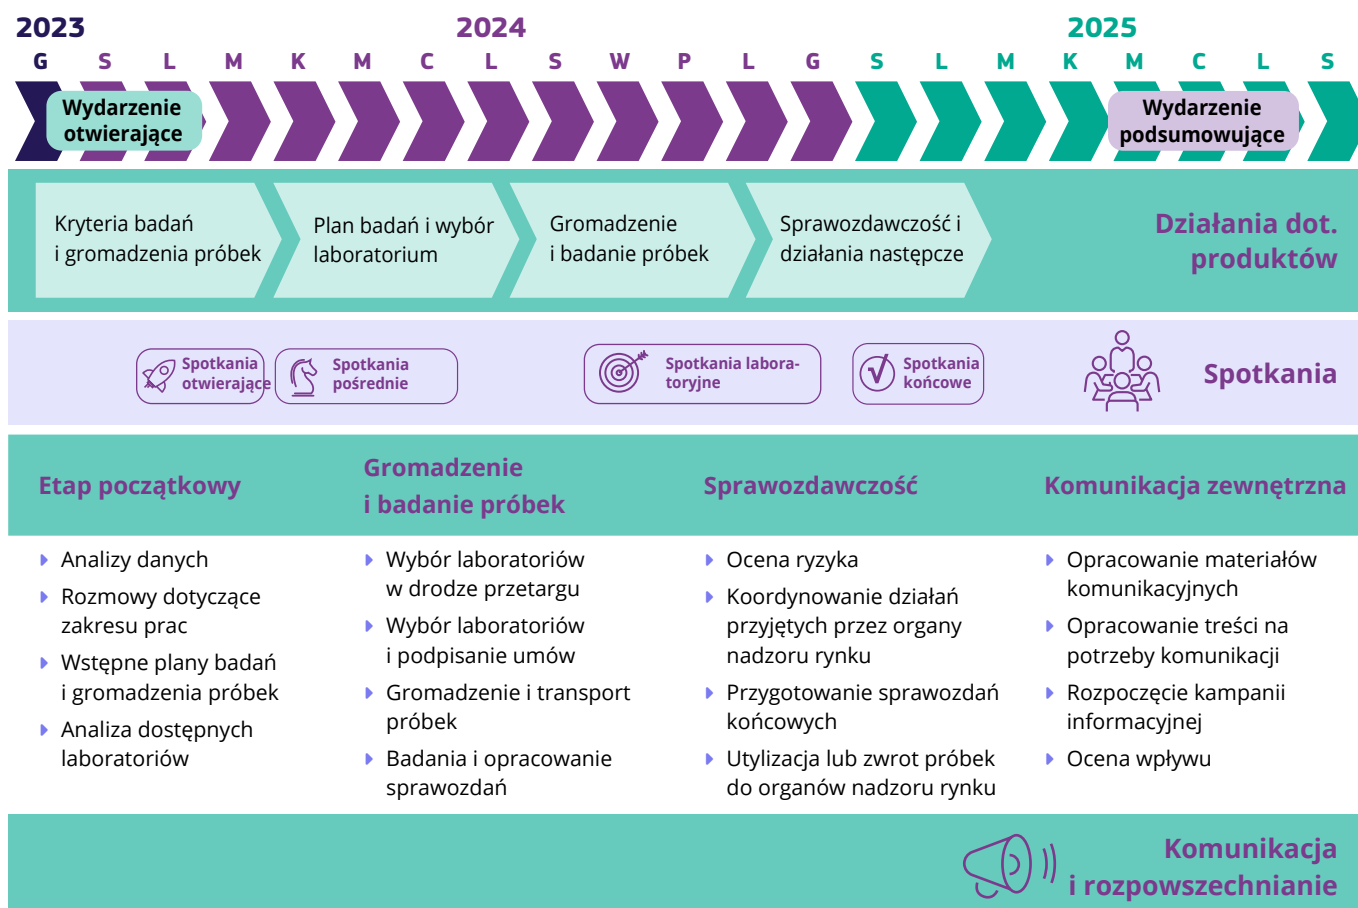 2023
2024
2025
G S L M K M C L S W P L G S L M K M C L S
Wydarzenie
otwierające
Wydarzenie
podsumowujące
Kryteria badań
i gromadzenia próbek
Plan badań i wybór
laboratorium
Gromadzenie
i badanie próbek
Sprawozdawczość i
działania następcze
Działania dot.
produktów
Spotkania
otwierające
Spotkania
pośrednie
Spotkania labora-
toryjne
Spotkania
końcowe
Spotkania
Etap początkowy
Analizy danych
Rozmowy dotyczące
zakresu prac
Wstępne plany badań
i gromadzenia próbek
Analiza dostępnych
laboratoriów
Gromadzenie
i badanie próbek
Wybór laboratoriów
w drodze przetargu
Wybór laboratoriów
i podpisanie umów
Gromadzenie i transport
próbek
Badania i opracowanie
sprawozdań
Sprawozdawczość
Ocena ryzyka
Koordynowanie działań
przyjętych przez organy
nadzoru rynku
Przygotowanie sprawozdań
końcowych
Utylizacja lub zwrot próbek
do organów nadzoru rynku
Komunikacja zewnętrzna
Opracowanie materiałów
komunikacyjnych
Opracowanie treści na
potrzeby komunikacji
Rozpoczęcie kampanii
informacyjnej
Ocena wpływu
Komunikacja
i rozpowszechnianie